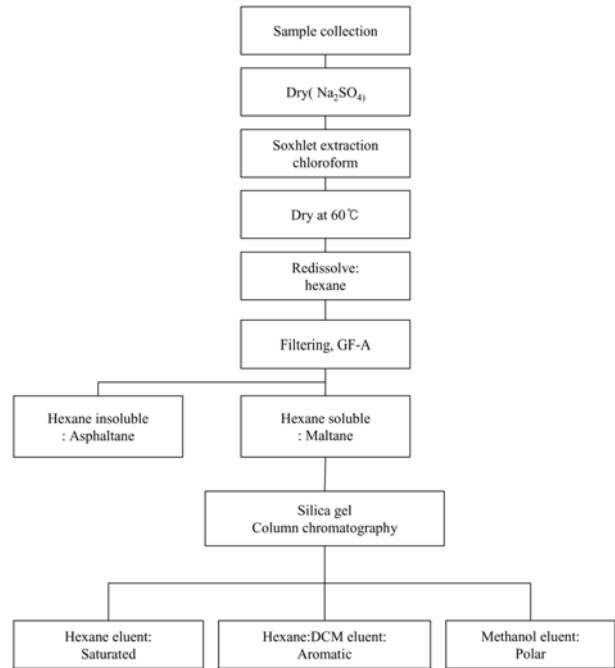 Sample collection
Dry( Na₂SO₄)
Soxhlet extraction
chloroform
Dry at 60℃
Redissolve:
hexane
Filtering, GF-A
Hexane insoluble
: Asphaltane
Hexane soluble
: Maltane
Silica gel
Column chromatography
Hexane eluent:
Saturated
Hexane:DCM eluent:
Aromatic
Methanol eluent:
Polar